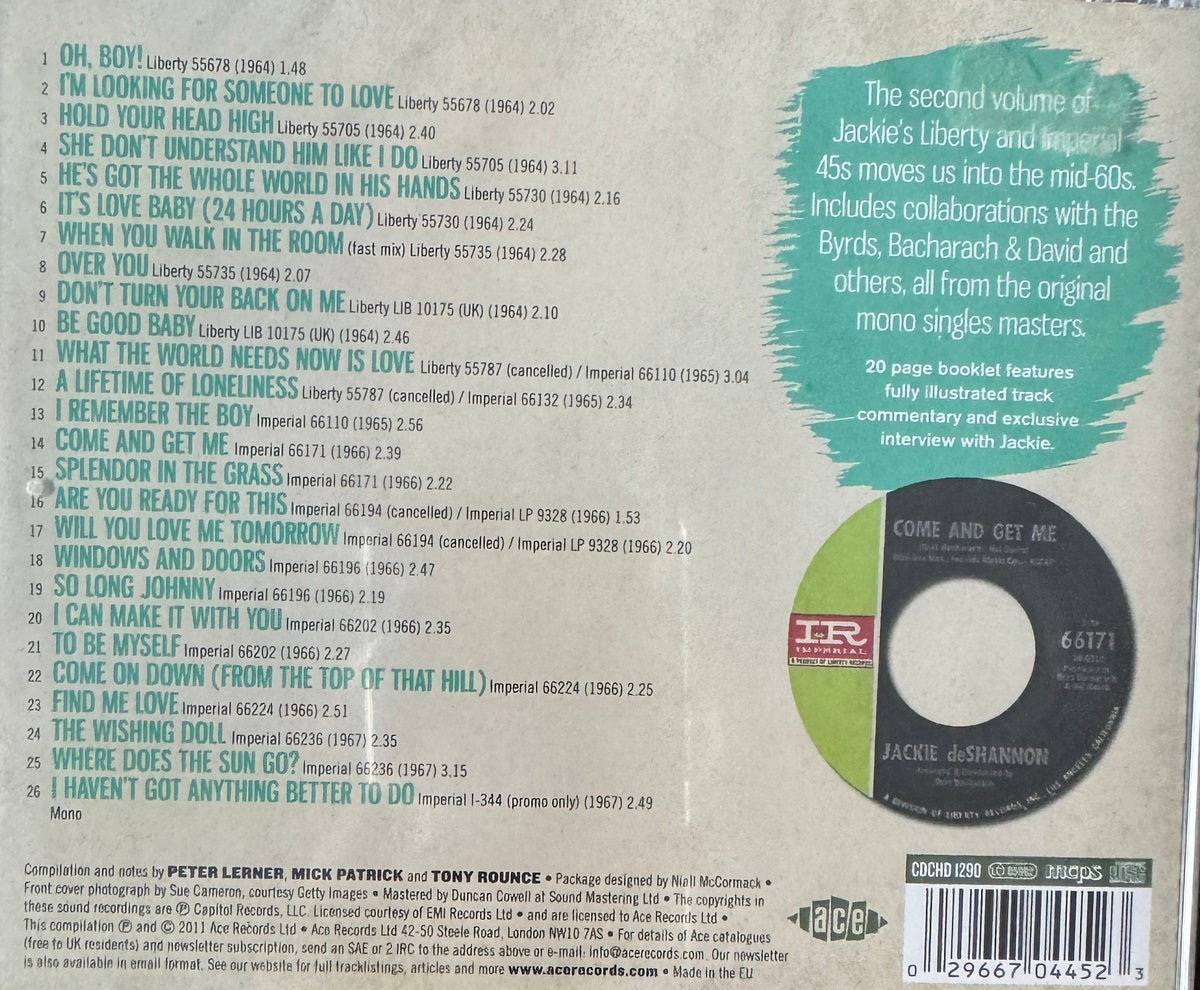 1 OH, BOY! Liberty 55678 (1964) 1.48
2 I'M LOOKING FOR SOMEONE TO LOVE Liberty 55678 (1964) 2.02
3 HOLD YOUR HEAD HIGH Liberty 55705 (1964) 2.40
4 SHE DON'T UNDERSTAND HIM LIKE I DO Liberty 55705 (1964) 3.11
5 HE'S GOT THE WHOLE WORLD IN HIS HANDS Liberty 55730 (1964) 2.16
6 IT'S LOVE BABY (24 HOURS A DAY) Liberty 55730 (1964) 2.24
7 WHEN YOU WALK IN THE ROOM (fast mix) Liberty 55735 (1964) 2.28
8 OVER YOU Liberty 55735 (1964) 2.07
9 DON'T TURN YOUR BACK ON ME Liberty LIB 10175 (UK) (1964) 2.10
10 BE GOOD BABY Liberty LIB 10175 (UK) (1964) 2.46
11 WHAT THE WORLD NEEDS NOW IS LOVE Liberty 55787 (cancelled) / Imperial 66110 (1965) 3.04
12 A LIFETIME OF LONELINESS Liberty 55787 (cancelled) / Imperial 66132 (1965) 2.34
13 I REMEMBER THE BOY Imperial 66110 (1965) 2.56
14 COME AND GET ME Imperial 66171 (1966) 2.39
15 SPLENDOR IN THE GRASS Imperial 66171 (1966) 2.22
16 ARE YOU READY FOR THIS Imperial 66194 (cancelled) / Imperial LP 9328 (1966) 1.53
17 WILL YOU LOVE ME TOMORROW Imperial 66194 (cancelled) / Imperial LP 9328 (1966) 2.20
18 WINDOWS AND DOORS Imperial 66196 (1966) 2.47
19 SO LONG JOHNNY Imperial 66196 (1966) 2.19
20 I CAN MAKE IT WITH YOU Imperial 66202 (1966) 2.35
21 TO BE MYSELF Imperial 66202 (1966) 2.27
22 COME ON DOWN (FROM THE TOP OF THAT HILL) Imperial 66224 (1966) 2.25
23 FIND ME LOVE Imperial 66224 (1966) 2.51
24 THE WISHING DOLL Imperial 66236 (1967) 2.35
25 WHERE DOES THE SUN GO? Imperial 66236 (1967) 3.15
26 I HAVEN'T GOT ANYTHING BETTER TO DO Imperial I-344 (promo only) (1967) 2.49
Mono
The second volume of
Jackie's Liberty and Imperial
45s moves us into the mid-60s.
Includes collaborations with the
Byrds, Bacharach & David and
others, all from the original
mono singles masters.
20 page booklet features
fully illustrated track
commentary and exclusive
interview with Jackie.
COME AND GET ME
IR
IMPERIAL
A PRODUCT OF LIBERTY RECORDS
66171
JACKIE deSHANNON
A DIVISION OF LIBERTY RECORDS, INC., LOS ANGELES, CALIFORNIA
Compilation and notes by PETER LERNER, MICK PATRICK and TONY ROUNCE • Package designed by Niall McCormack •
Front cover photograph by Sue Cameron, courtesy Getty Images • Mastered by Duncan Cowell at Sound Mastering Ltd • The copyrights in
these sound recordings are ℗ Capitol Records, LLC. Licensed courtesy of EMI Records Ltd • and are licensed to Ace Records Ltd •
This compilation ℗ and © 2011 Ace Records Ltd • Ace Records Ltd 42-50 Steele Road, London NW10 7AS • For details of Ace catalogues
(free to UK residents) and newsletter subscription, send an SAE or 2 IRC to the address above or e-mail: info@acerecords.com. Our newsletter
is also available in email format. See our website for full tracklistings, articles and more www.acerecords.com • Made in the EU
ace
CDCHD 1290 mcps
0 29667 04452 3